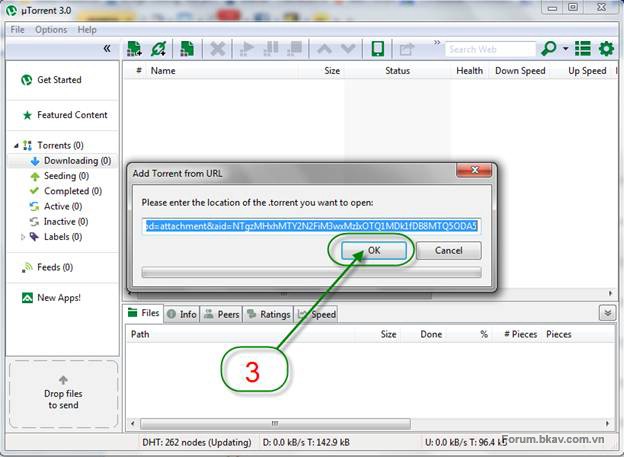 µTorrent 3.0
File Options Help
«
»
Search Web
Get Started
Featured Content
Torrents (0)
Downloading (0)
Seeding (0)
Completed (0)
Active (0)
Inactive (0)
Labels (0)
Feeds (0)
New Apps!
Drop files
to send
# Name Size Status Health Down Speed Up Speed
Add Torrent from URL
Please enter the location of the .torrent you want to open:
OK Cancel
3
Files Info Peers Ratings Speed
Path Size Done % # Pieces Pieces
DHT: 262 nodes (Updating) D: 0.0 kB/s T: 142.9 kB U: 0.0 kB/s T: 96.4 kB
Forum.bkav.com.vn